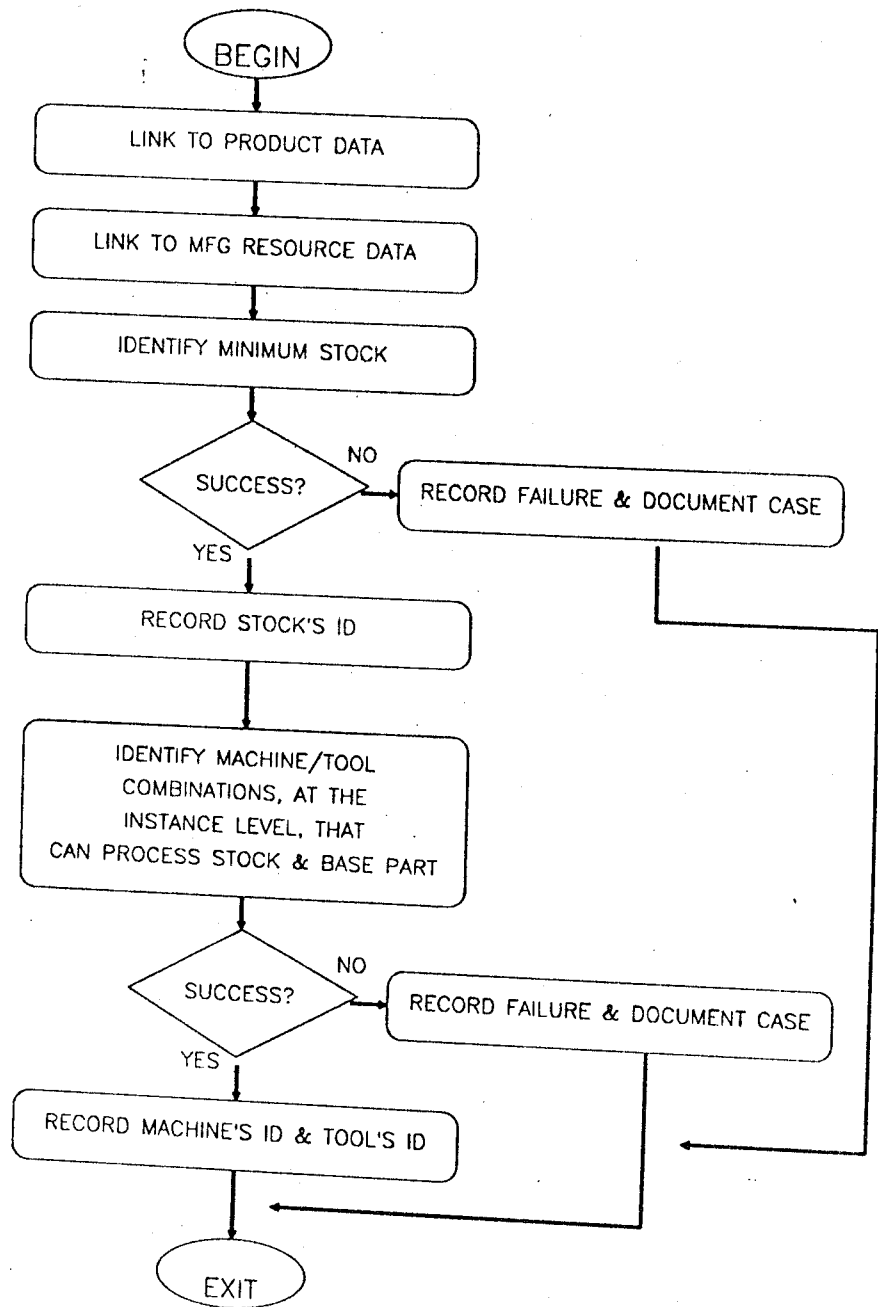 BEGIN
LINK TO PRODUCT DATA
LINK TO MFG RESOURCE DATA
IDENTIFY MINIMUM STOCK
SUCCESS?
NO
RECORD FAILURE & DOCUMENT CASE
YES
RECORD STOCK'S ID
IDENTIFY MACHINE/TOOL
COMBINATIONS, AT THE
INSTANCE LEVEL, THAT
CAN PROCESS STOCK & BASE PART
SUCCESS?
NO
RECORD FAILURE & DOCUMENT CASE
YES
RECORD MACHINE'S ID & TOOL'S ID
EXIT